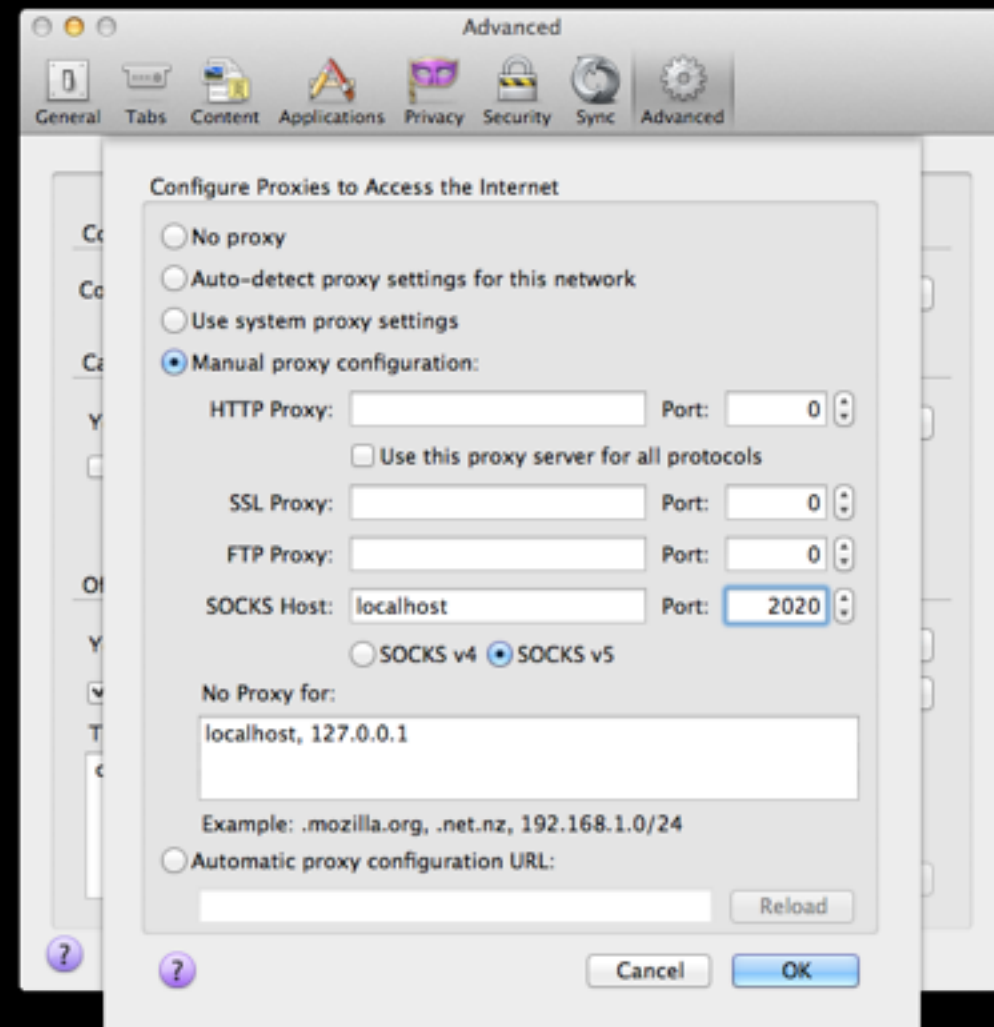 Advanced
General Tabs Content Applications Privacy Security Sync Advanced
Configure Proxies to Access the Internet
No proxy
Auto-detect proxy settings for this network
Use system proxy settings
Manual proxy configuration:
HTTP Proxy: Port: 0
Use this proxy server for all protocols
SSL Proxy: Port: 0
FTP Proxy: Port: 0
SOCKS Host: localhost Port: 2020
SOCKS v4 SOCKS v5
No Proxy for:
localhost, 127.0.0.1
Example: .mozilla.org, .net.nz, 192.168.1.0/24
Automatic proxy configuration URL:
Reload
? ? Cancel OK